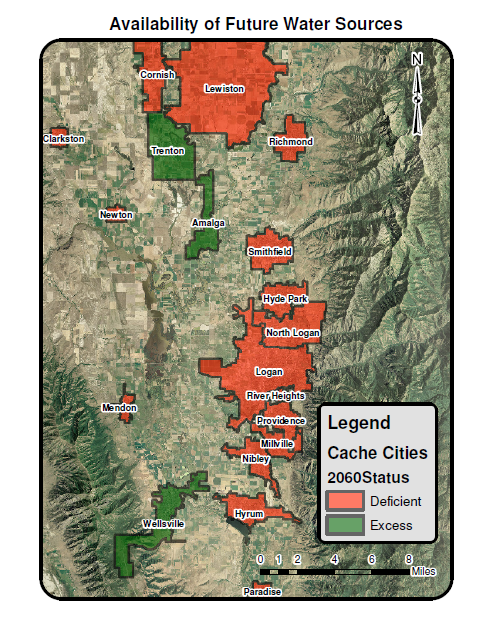 Availability of Future Water Sources
N
Cornish
Lewiston
Clarkston
Richmond
Trenton
Newton
Amalga
Smithfield
Hyde Park
North Logan
Logan
River Heights
Mendon
Providence
Millville
Nibley
Hyrum
Wellsville
Paradise
Legend
Cache Cities
2060Status
Deficient
Excess
0 1 2 4 6 8
Miles